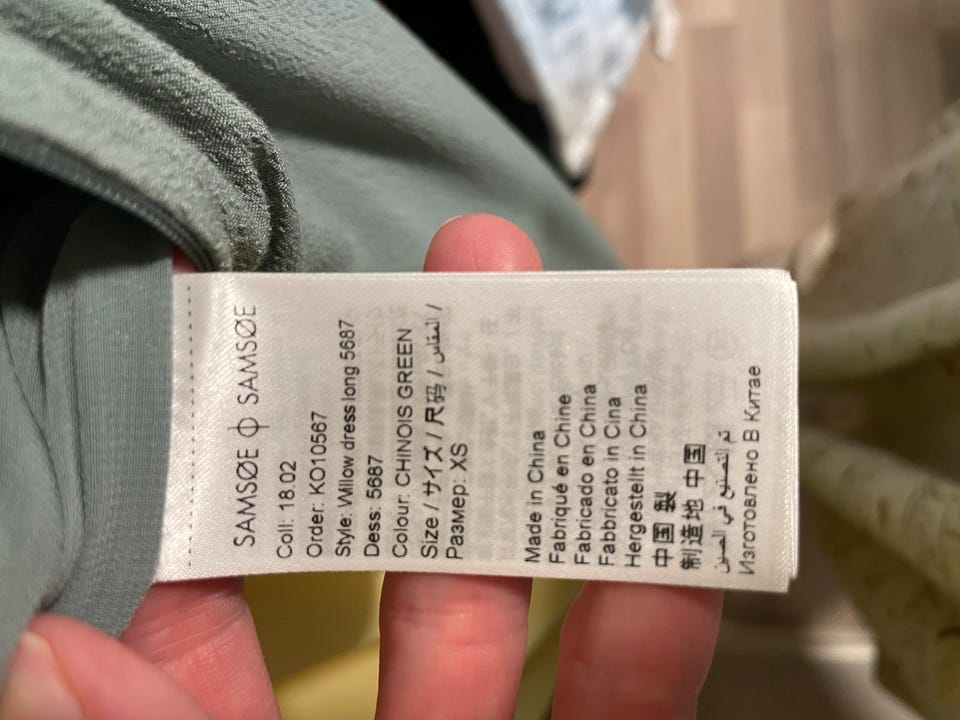 SAMSØE Φ SAMSØE
Coll: 18.02
Order: KO10567
Style: Willow dress long 5687
Dess: 5687
Colour: CHINOIS GREEN
Size / サイズ / 尺码 / المقاس /
Размер: XS
Made in China
Fabriqué en Chine
Fabricado en China
Fabbricato in Cina
Hergestellt in China
中国 製
制造地 中国
تم التصنيع في الصين
Изготовлено В Китае